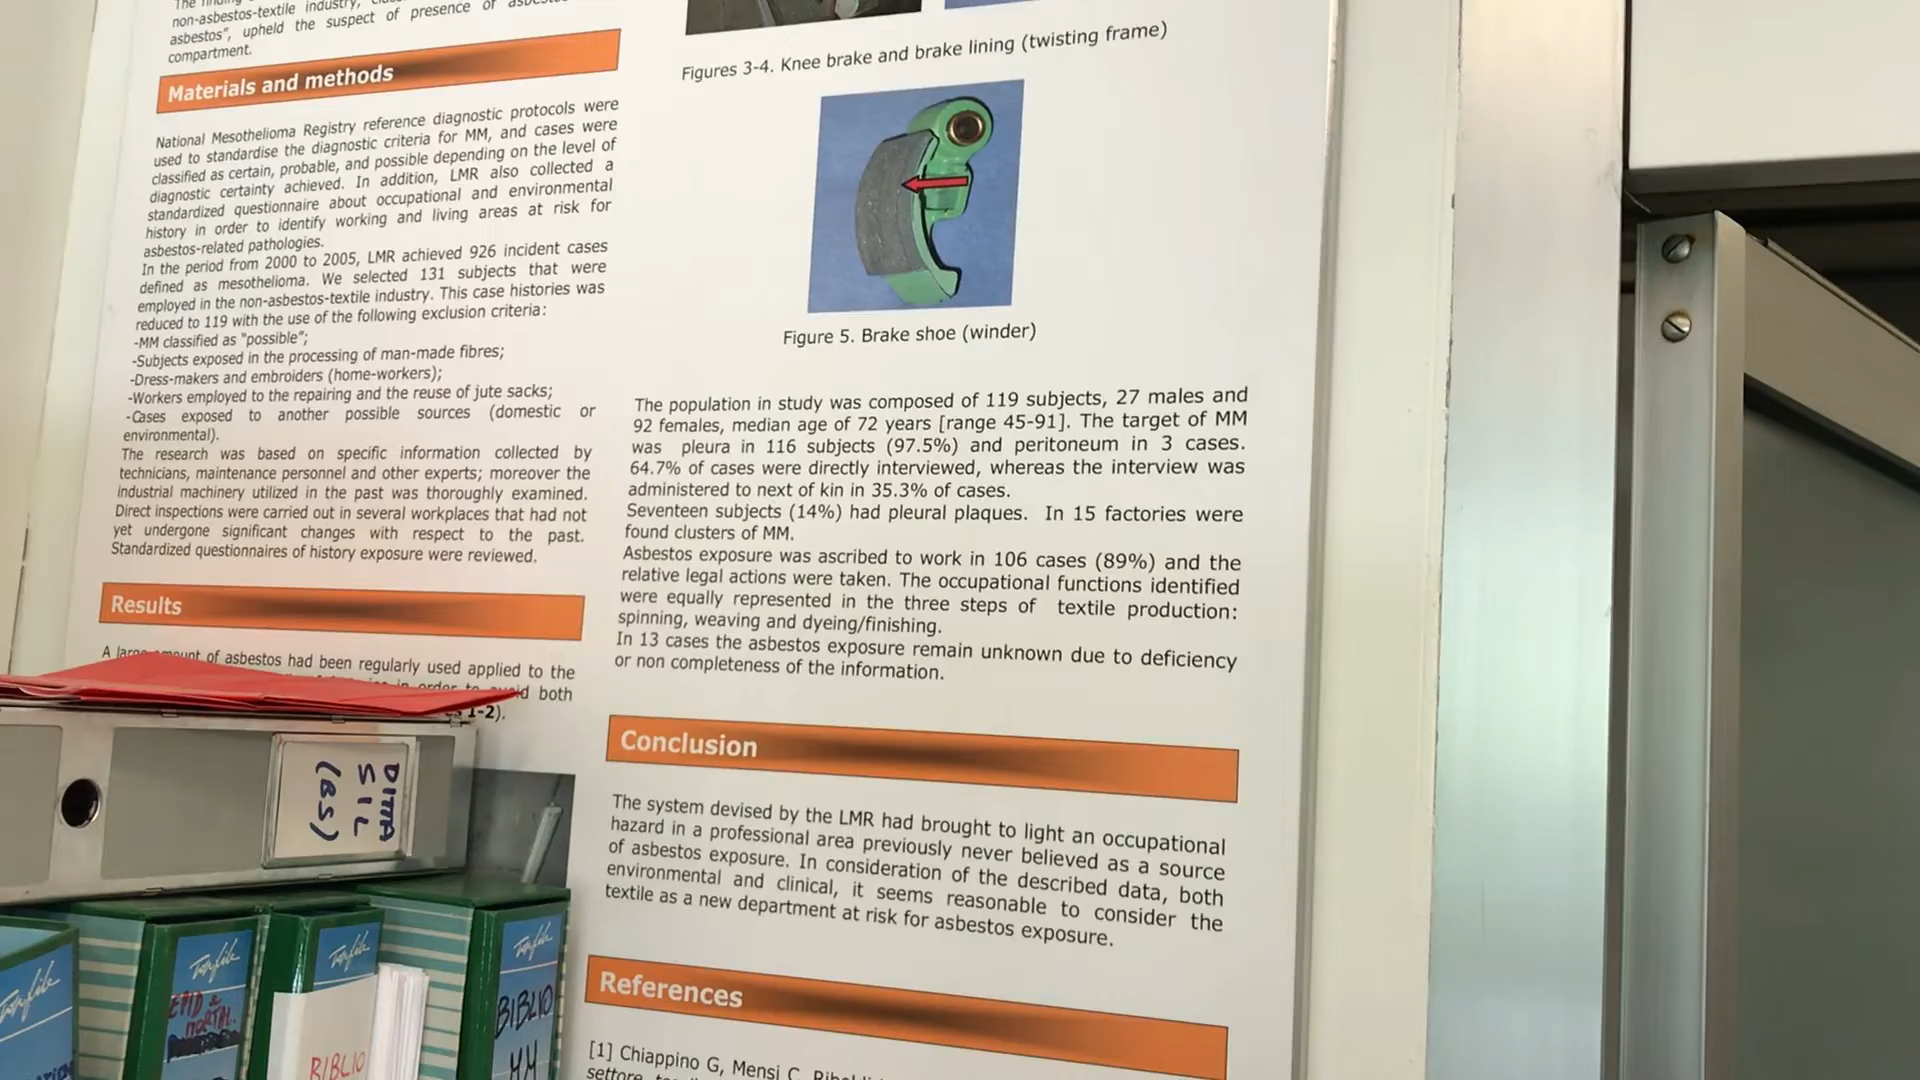 non-asbestos-textile industry,
asbestos", upheld the suspect of presence of
compartment.
Materials and methods
National Mesothelioma Registry reference diagnostic protocols were
used to standardise the diagnostic criteria for MM, and cases were
classified as certain, probable, and possible depending on the level of
diagnostic certainty achieved. In addition, LMR also collected a
standardized questionnaire about occupational and environmental
history in order to identify working and living areas at risk for
asbestos-related pathologies.
In the period from 2000 to 2005, LMR achieved 926 incident cases
defined as mesothelioma. We selected 131 subjects that were
employed in the non-asbestos-textile industry. This case histories was
reduced to 119 with the use of the following exclusion criteria:
-MM classified as "possible";
-Subjects exposed in the processing of man-made fibres;
-Dress-makers and embroiders (home-workers);
-Workers employed to the repairing and the reuse of jute sacks;
-Cases exposed to another possible sources (domestic or
environmental).
The research was based on specific information collected by
technicians, maintenance personnel and other experts; moreover the
industrial machinery utilized in the past was thoroughly examined.
Direct inspections were carried out in several workplaces that had not
yet undergone significant changes with respect to the past.
Standardized questionnaires of history exposure were reviewed.
Results
A large amount of asbestos had been regularly used applied to the
in order to avoid both
1-2).
Figures 3-4. Knee brake and brake lining (twisting frame)
Figure 5. Brake shoe (winder)
The population in study was composed of 119 subjects, 27 males and
92 females, median age of 72 years [range 45-91]. The target of MM
was pleura in 116 subjects (97.5%) and peritoneum in 3 cases.
64.7% of cases were directly interviewed, whereas the interview was
administered to next of kin in 35.3% of cases.
Seventeen subjects (14%) had pleural plaques. In 15 factories were
found clusters of MM.
Asbestos exposure was ascribed to work in 106 cases (89%) and the
relative legal actions were taken. The occupational functions identified
were equally represented in the three steps of textile production:
spinning, weaving and dyeing/finishing.
In 13 cases the asbestos exposure remain unknown due to deficiency
or non completeness of the information.
Conclusion
The system devised by the LMR had brought to light an occupational
hazard in a professional area previously never believed as a source
of asbestos exposure. In consideration of the described data, both
environmental and clinical, it seems reasonable to consider the
textile as a new department at risk for asbestos exposure.
References
[1] Chiappino G, Mensi C,
settore
DITTA
SIL
(BS)
Topfile
Topfile
EPID e
MORTAL.
Topfile
BIBLIO
Topfile
BIBLIO
MM